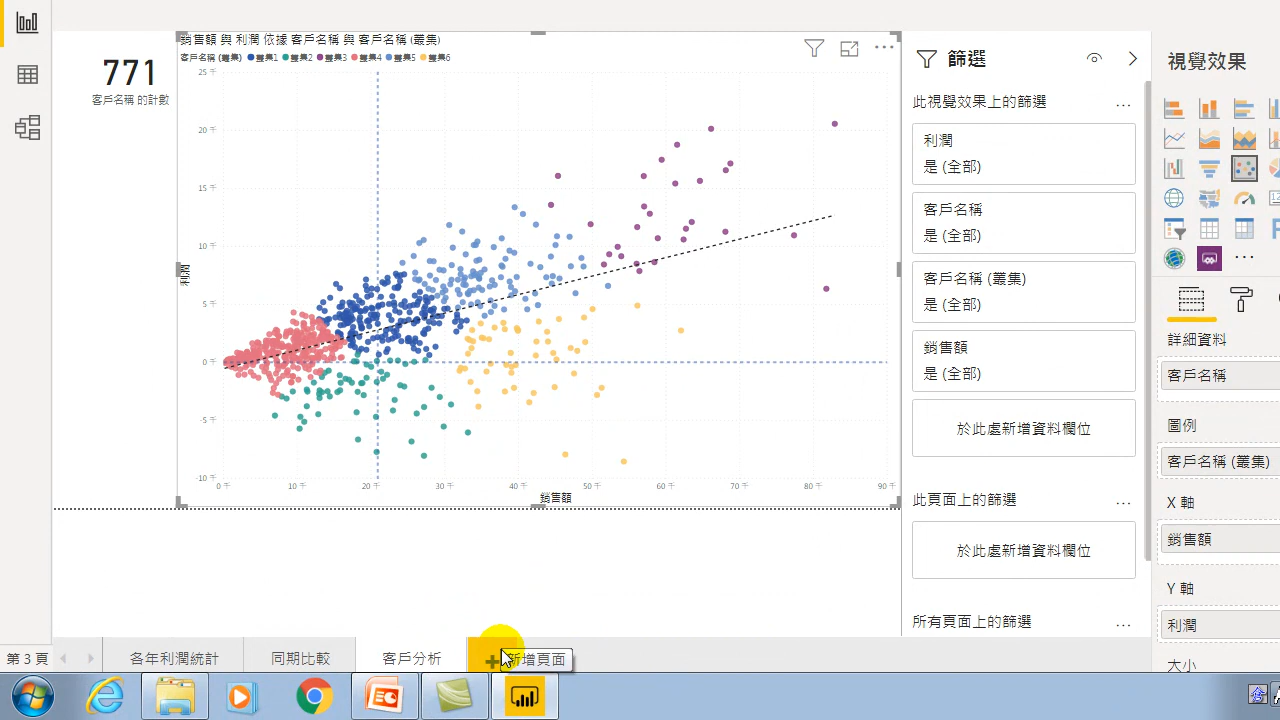 771
客戶名稱 的計數
銷售額 與 利潤 依據 客戶名稱 與 客戶名稱 (叢集)
客戶名稱 (叢集) 叢集1 叢集2 叢集3 叢集4 叢集5 叢集6
25 千
20 千
15 千
10 千
5 千
0 千
-5 千
-10 千
利潤
0 千 10 千 20 千 30 千 40 千 50 千 60 千 70 千 80 千 90 千
銷售額
篩選
此視覺效果上的篩選
利潤
是 (全部)
客戶名稱
是 (全部)
客戶名稱 (叢集)
是 (全部)
銷售額
是 (全部)
於此處新增資料欄位
此頁面上的篩選
於此處新增資料欄位
所有頁面上的篩選
視覺效果
詳細資料
客戶名稱
圖例
客戶名稱 (叢集)
X 軸
銷售額
Y 軸
利潤
大小
第 3 頁
各年利潤統計
同期比較
客戶分析
新增頁面